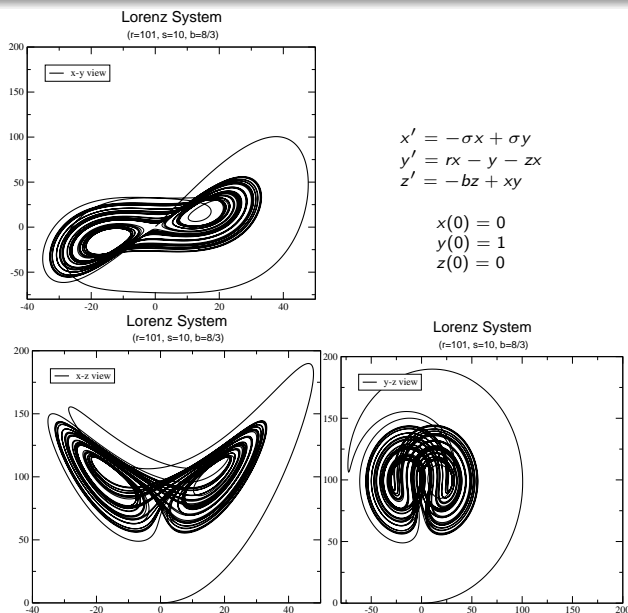 Lorenz System
(r=101, s=10, b=8/3)
200
150
100
50
0
-50
x-y view
-40
-20
0
20
40
x′ = −σx + σy
y′ = rx − y − zx
z′ = −bz + xy
x(0) = 0
y(0) = 1
z(0) = 0
Lorenz System
(r=101, s=10, b=8/3)
200
150
100
50
0
x-z view
-40
-20
0
20
40
Lorenz System
(r=101, s=10, b=8/3)
200
150
100
50
0
y-z view
-50
0
50
100
150
200